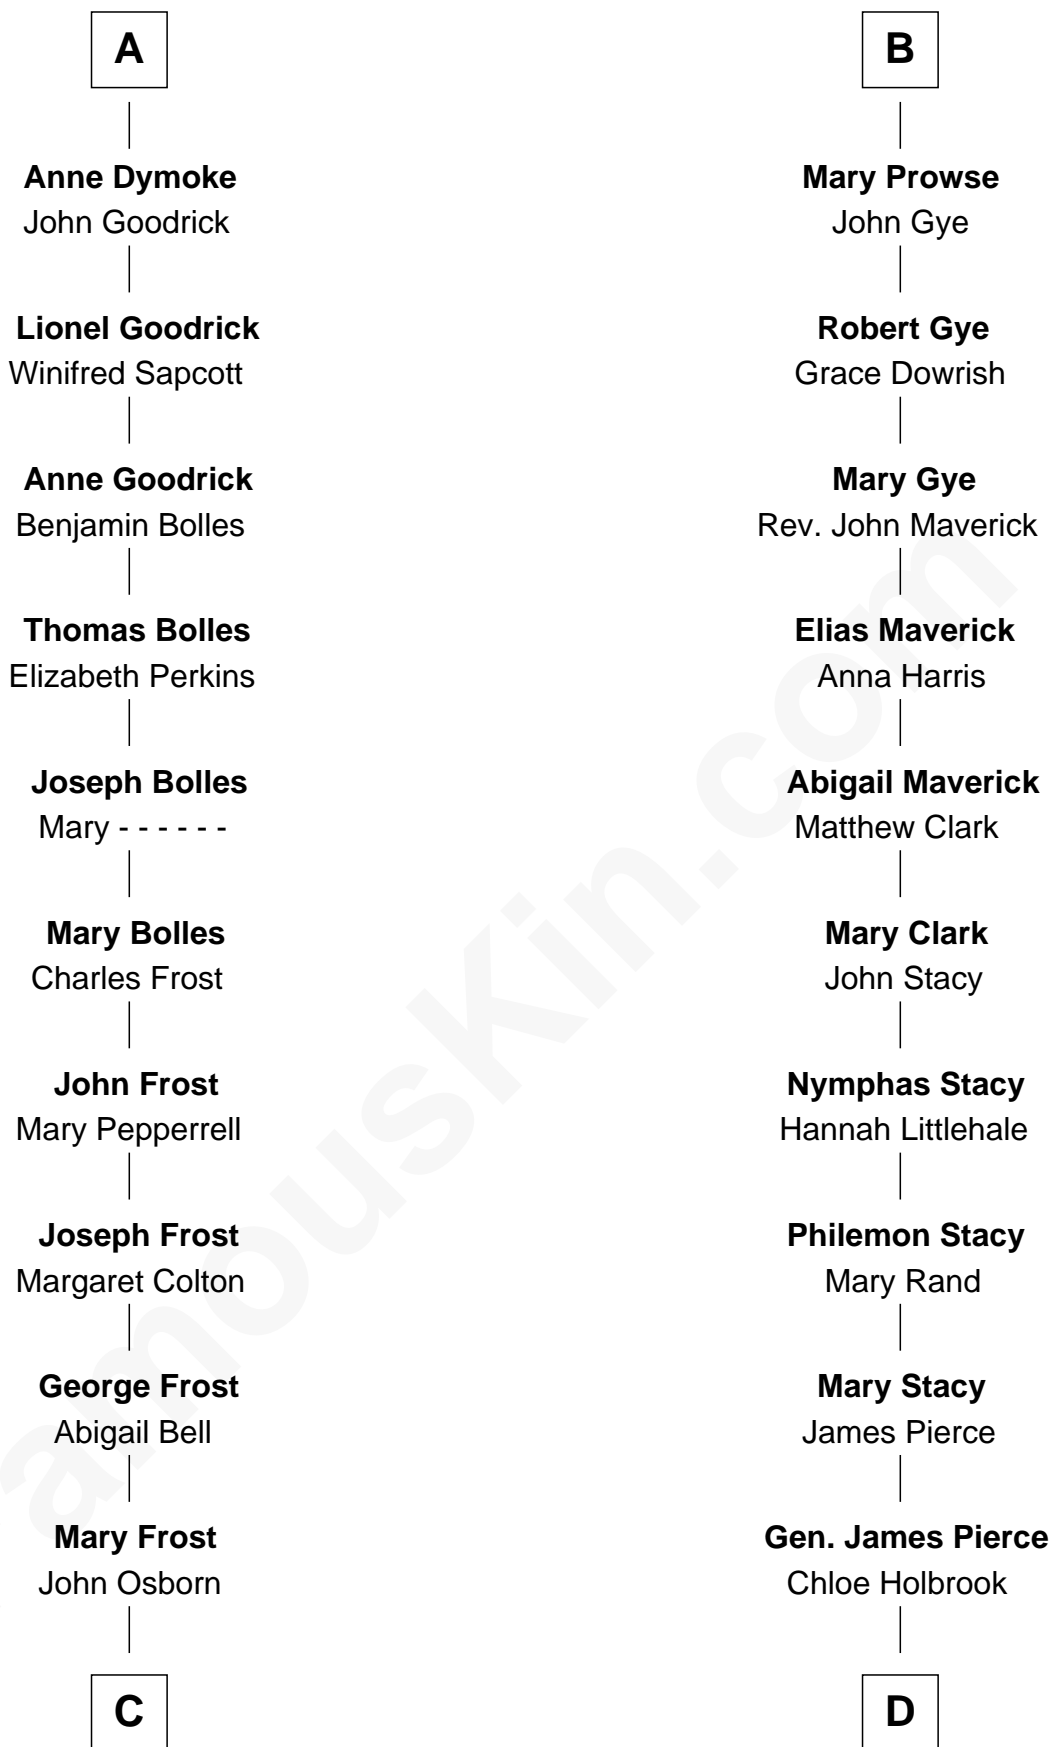 A
Anne Dymoke
John Goodrick
Lionel Goodrick
Winifred Sapcott
Anne Goodrick
Benjamin Bolles
Thomas Bolles
Elizabeth Perkins
Joseph Bolles
Mary - - - - - -
Mary Bolles
Charles Frost
John Frost
Mary Pepperrell
Joseph Frost
Margaret Colton
George Frost
Abigail Bell
Mary Frost
John Osborn
C
B
Mary Prowse
John Gye
Robert Gye
Grace Dowrish
Mary Gye
Rev. John Maverick
Elias Maverick
Anna Harris
Abigail Maverick
Matthew Clark
Mary Clark
John Stacy
Nymphas Stacy
Hannah Littlehale
Philemon Stacy
Mary Rand
Mary Stacy
James Pierce
Gen. James Pierce
Chloe Holbrook
D
amouskin.com